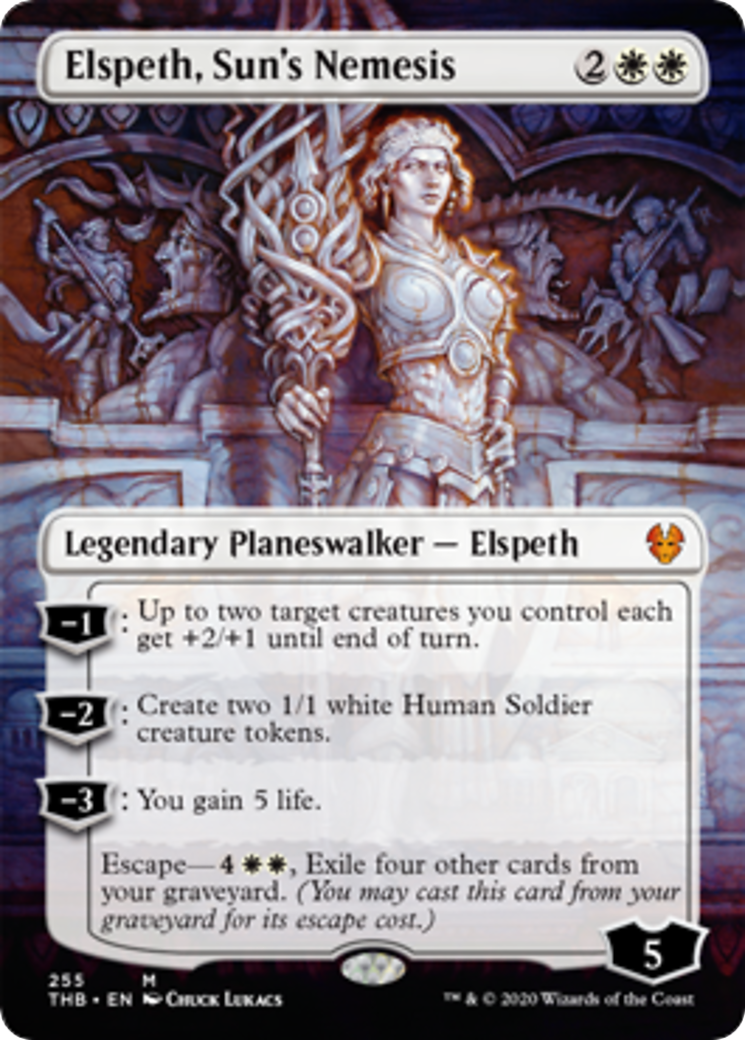 Elspeth, Sun's Nemesis 2
Legendary Planeswalker — Elspeth
-1: Up to two target creatures you control each
get +2/+1 until end of turn.
-2: Create two 1/1 white Human Soldier
creature tokens.
-3: You gain 5 life.
Escape—4, Exile four other cards from
your graveyard. (You may cast this card from your
graveyard for its escape cost.)
5
255 M
THB • EN Chuck Lukacs
™ & © 2020 Wizards of the Coast